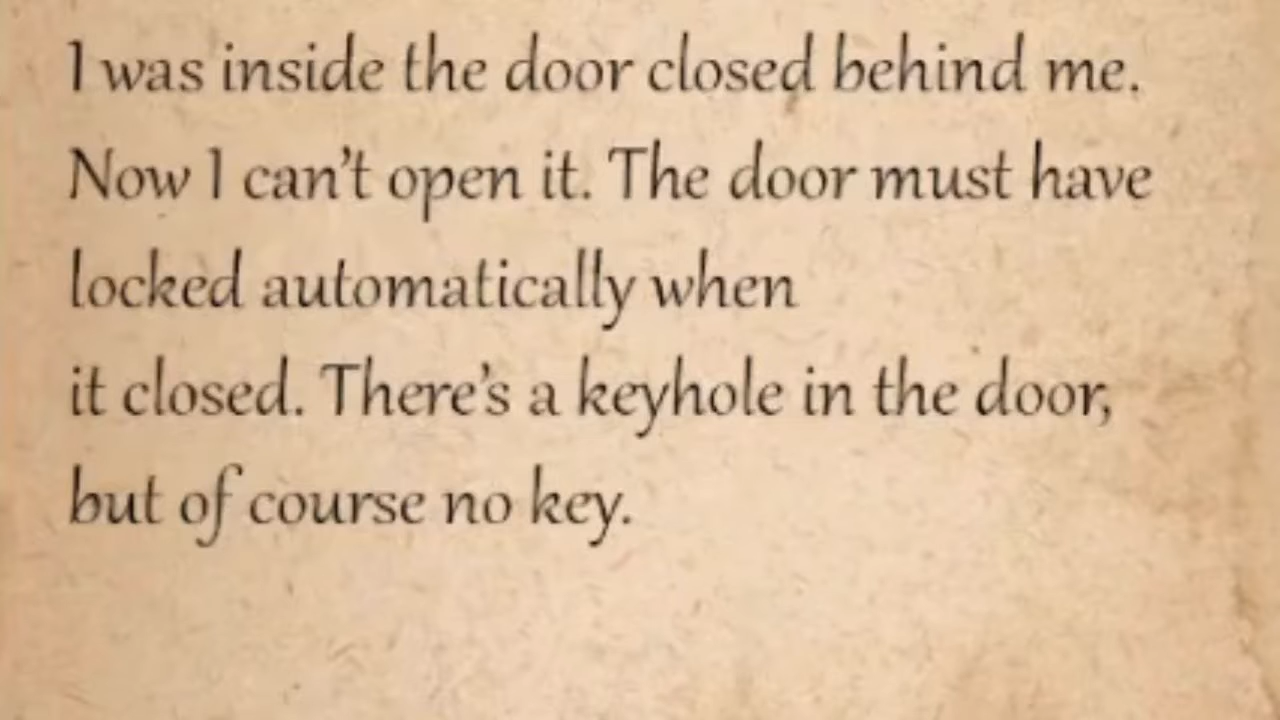 I was inside the door closed behind me.
Now I can't open it. The door must have
locked automatically when
it closed. There's a keyhole in the door,
but of course no key.